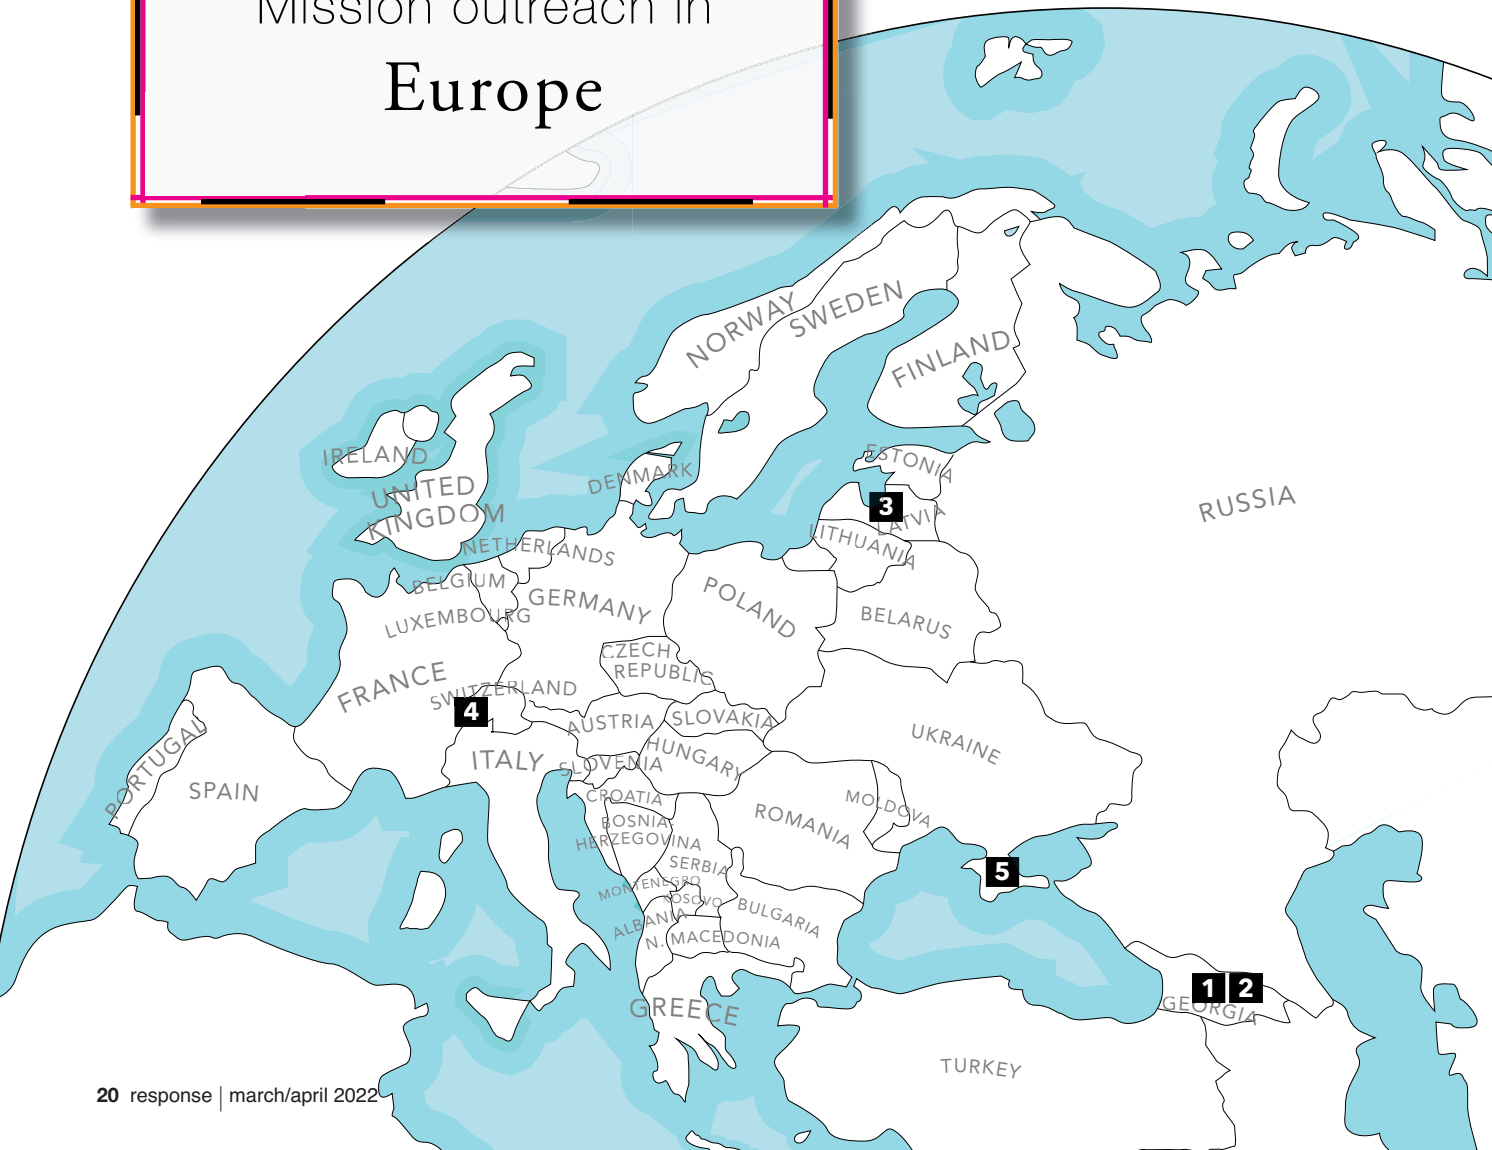 Mission outreach in
Europe
NORWAY
SWEDEN
FINLAND
IRELAND
UNITED
KINGDOM
DENMARK
ESTONIA
3
LATVIA
LITHUANIA
RUSSIA
NETHERLANDS
BELGIUM
GERMANY
POLAND
BELARUS
LUXEMBOURG
CZECH
REPUBLIC
FRANCE
SWITZERLAND
4
AUSTRIA
SLOVAKIA
UKRAINE
ITALY
SLOVENIA
HUNGARY
PORTUGAL
SPAIN
CROATIA
ROMANIA
MOLDOVA
BOSNIA
HERZEGOVINA
SERBIA
5
MONTENEGRO
KOSOVO
BULGARIA
ALBANIA
N. MACEDONIA
GREECE
1 2
GEORGIA
TURKEY
20 response | march/april 2022